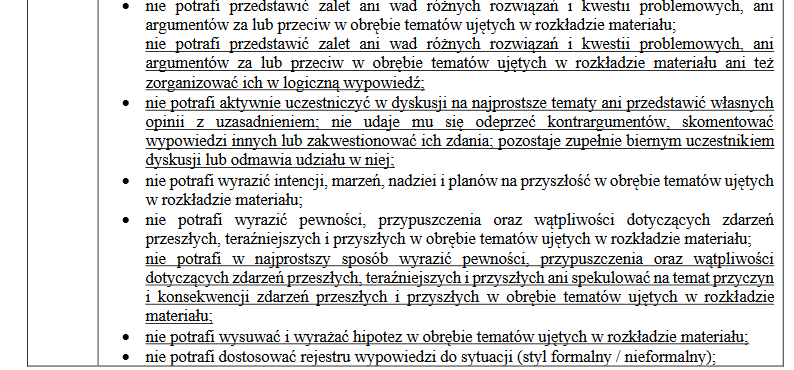 • nie potrafi przedstawić zalet ani wad różnych rozwiązań i kwestii problemowych, ani
argumentów za lub przeciw w obrębie tematów ujętych w rozkładzie materiału;
nie potrafi przedstawić zalet ani wad różnych rozwiązań i kwestii problemowych, ani
argumentów za lub przeciw w obrębie tematów ujętych w rozkładzie materiału ani też
zorganizować ich w logiczną wypowiedź;
• nie potrafi aktywnie uczestniczyć w dyskusji na najprostsze tematy ani przedstawić własnych
opinii z uzasadnieniem; nie udaje mu się odeprzeć kontrargumentów, skomentować
wypowiedzi innych lub zakwestionować ich zdania; pozostaje zupełnie biernym uczestnikiem
dyskusji lub odmawia udziału w niej;
• nie potrafi wyrazić intencji, marzeń, nadziei i planów na przyszłość w obrębie tematów ujętych
w rozkładzie materiału;
• nie potrafi wyrazić pewności, przypuszczenia oraz wątpliwości dotyczących zdarzeń
przeszłych, teraźniejszych i przyszłych w obrębie tematów ujętych w rozkładzie materiału;
nie potrafi w najprostszy sposób wyrazić pewności, przypuszczenia oraz wątpliwości
dotyczących zdarzeń przeszłych, teraźniejszych i przyszłych ani spekulować na temat przyczyn
i konsekwencji zdarzeń przeszłych i przyszłych w obrębie tematów ujętych w rozkładzie
materiału;
• nie potrafi wysuwać i wyrażać hipotez w obrębie tematów ujętych w rozkładzie materiału;
• nie potrafi dostosować rejestru wypowiedzi do sytuacji (styl formalny / nieformalny);